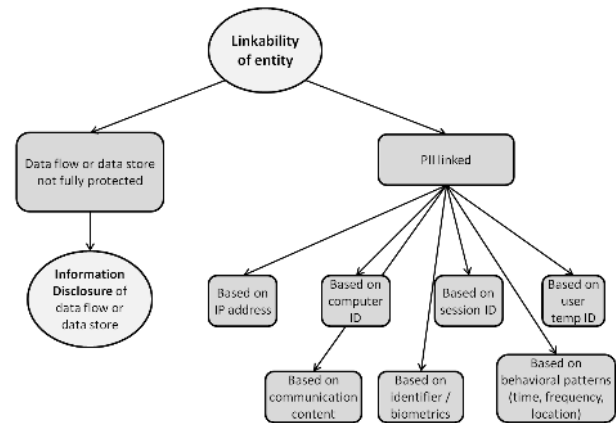 Linkability
of entity
Data flow or data store
not fully protected
PII linked
Information
Disclosure of
data flow or
data store
Based on
IP address
Based on
computer
ID
Based on
session ID
Based on
user
temp ID
Based on
communication
content
Based on
identifier /
biometrics
Based on
behavioral patterns
(time, frequency,
location)